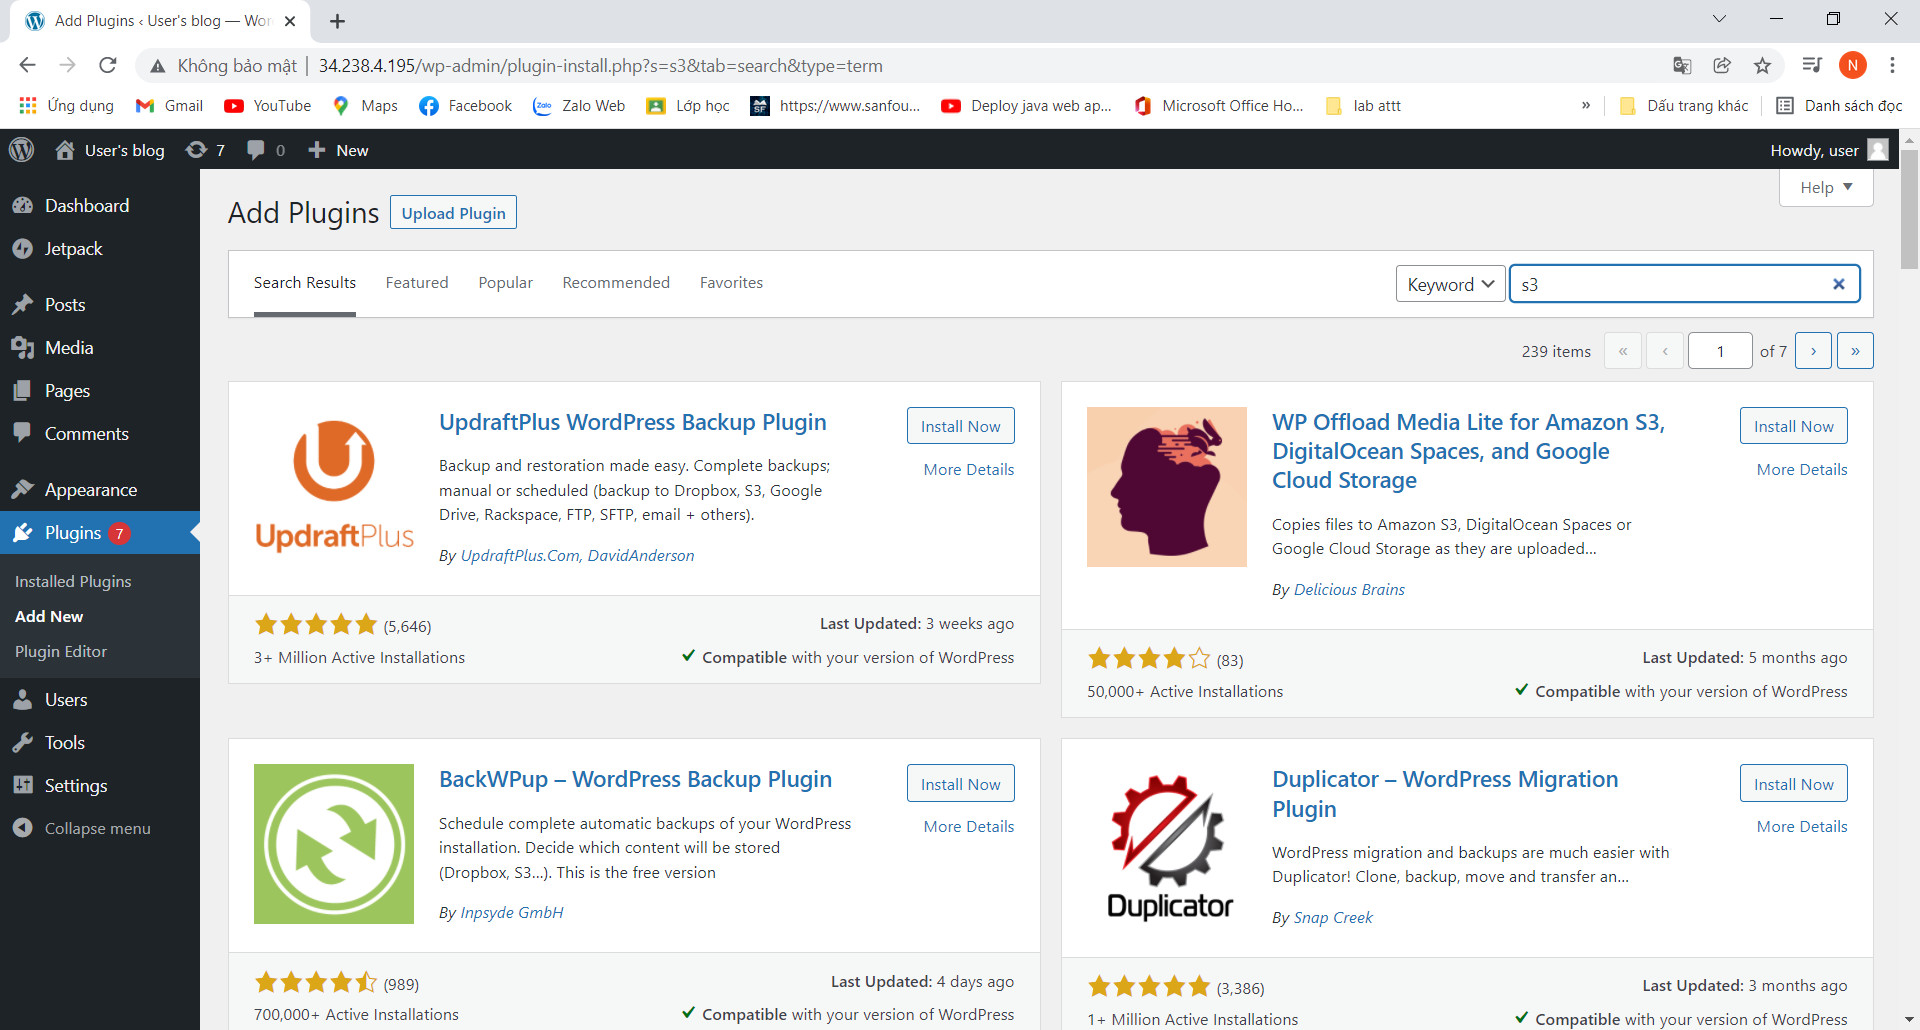 Add Plugins ‹ User's blog — Wor
Không bảo mật
34.238.4.195/wp-admin/plugin-install.php?s=s3&tab=search&type=term
N
Ứng dụng
Gmail
YouTube
Maps
Facebook
Zalo
Zalo Web
Lớp học
SF
https://www.sanfou...
Deploy java web ap...
Microsoft Office Ho...
lab attt
»
Dấu trang khác
Danh sách đọc
User's blog
7
0
New
Howdy, user
Help
Dashboard
Jetpack
Posts
Media
Pages
Comments
Appearance
Plugins 7
Installed Plugins
Add New
Plugin Editor
Users
Tools
Settings
Collapse menu
Add Plugins
Upload Plugin
Search Results
Featured
Popular
Recommended
Favorites
Keyword
s3
239 items
«
‹
1
of 7
›
»
UpdraftPlus
UpdraftPlus WordPress Backup Plugin
Backup and restoration made easy. Complete backups;
manual or scheduled (backup to Dropbox, S3, Google
Drive, Rackspace, FTP, SFTP, email + others).
By UpdraftPlus.Com, DavidAnderson
Install Now
More Details
(5,646)
3+ Million Active Installations
Last Updated: 3 weeks ago
Compatible with your version of WordPress
WP Offload Media Lite for Amazon S3,
DigitalOcean Spaces, and Google
Cloud Storage
Copies files to Amazon S3, DigitalOcean Spaces or
Google Cloud Storage as they are uploaded...
By Delicious Brains
Install Now
More Details
(83)
50,000+ Active Installations
Last Updated: 5 months ago
Compatible with your version of WordPress
BackWPup – WordPress Backup Plugin
Schedule complete automatic backups of your WordPress
installation. Decide which content will be stored
(Dropbox, S3...). This is the free version
By Inpsyde GmbH
Install Now
More Details
(989)
700,000+ Active Installations
Last Updated: 4 days ago
Compatible with your version of WordPress
Duplicator
Duplicator – WordPress Migration
Plugin
WordPress migration and backups are much easier with
Duplicator! Clone, backup, move and transfer an...
By Snap Creek
Install Now
More Details
(3,386)
1+ Million Active Installations
Last Updated: 3 months ago
Compatible with your version of WordPress